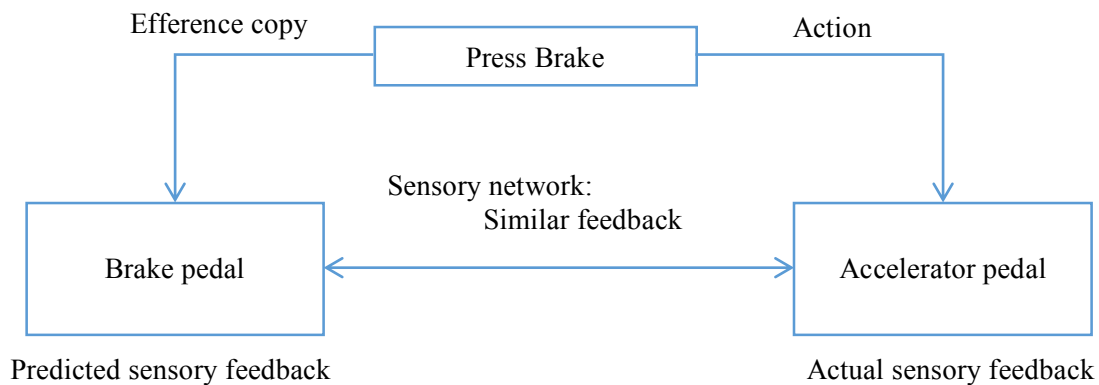 Efference copy
Action
Press Brake
Sensory network:
Similar feedback
Brake pedal
Accelerator pedal
Predicted sensory feedback
Actual sensory feedback